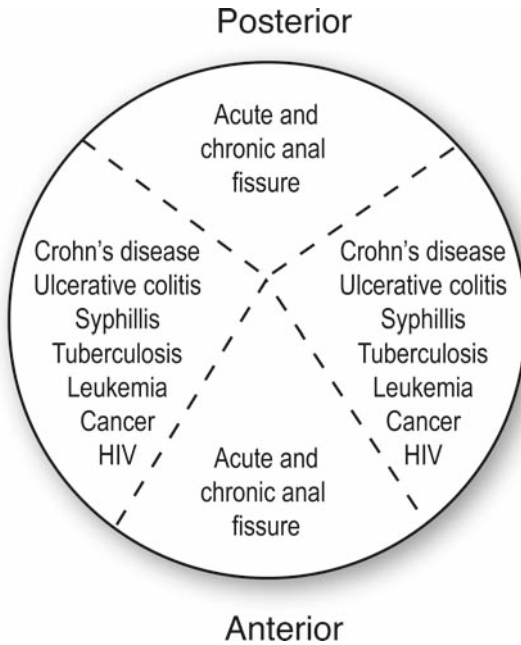 Posterior
Acute and
chronic anal
fissure
Crohn's disease
Ulcerative colitis
Syphillis
Tuberculosis
Leukemia
Cancer
HIV
Crohn's disease
Ulcerative colitis
Syphillis
Tuberculosis
Leukemia
Cancer
HIV
Acute and
chronic anal
fissure
Anterior